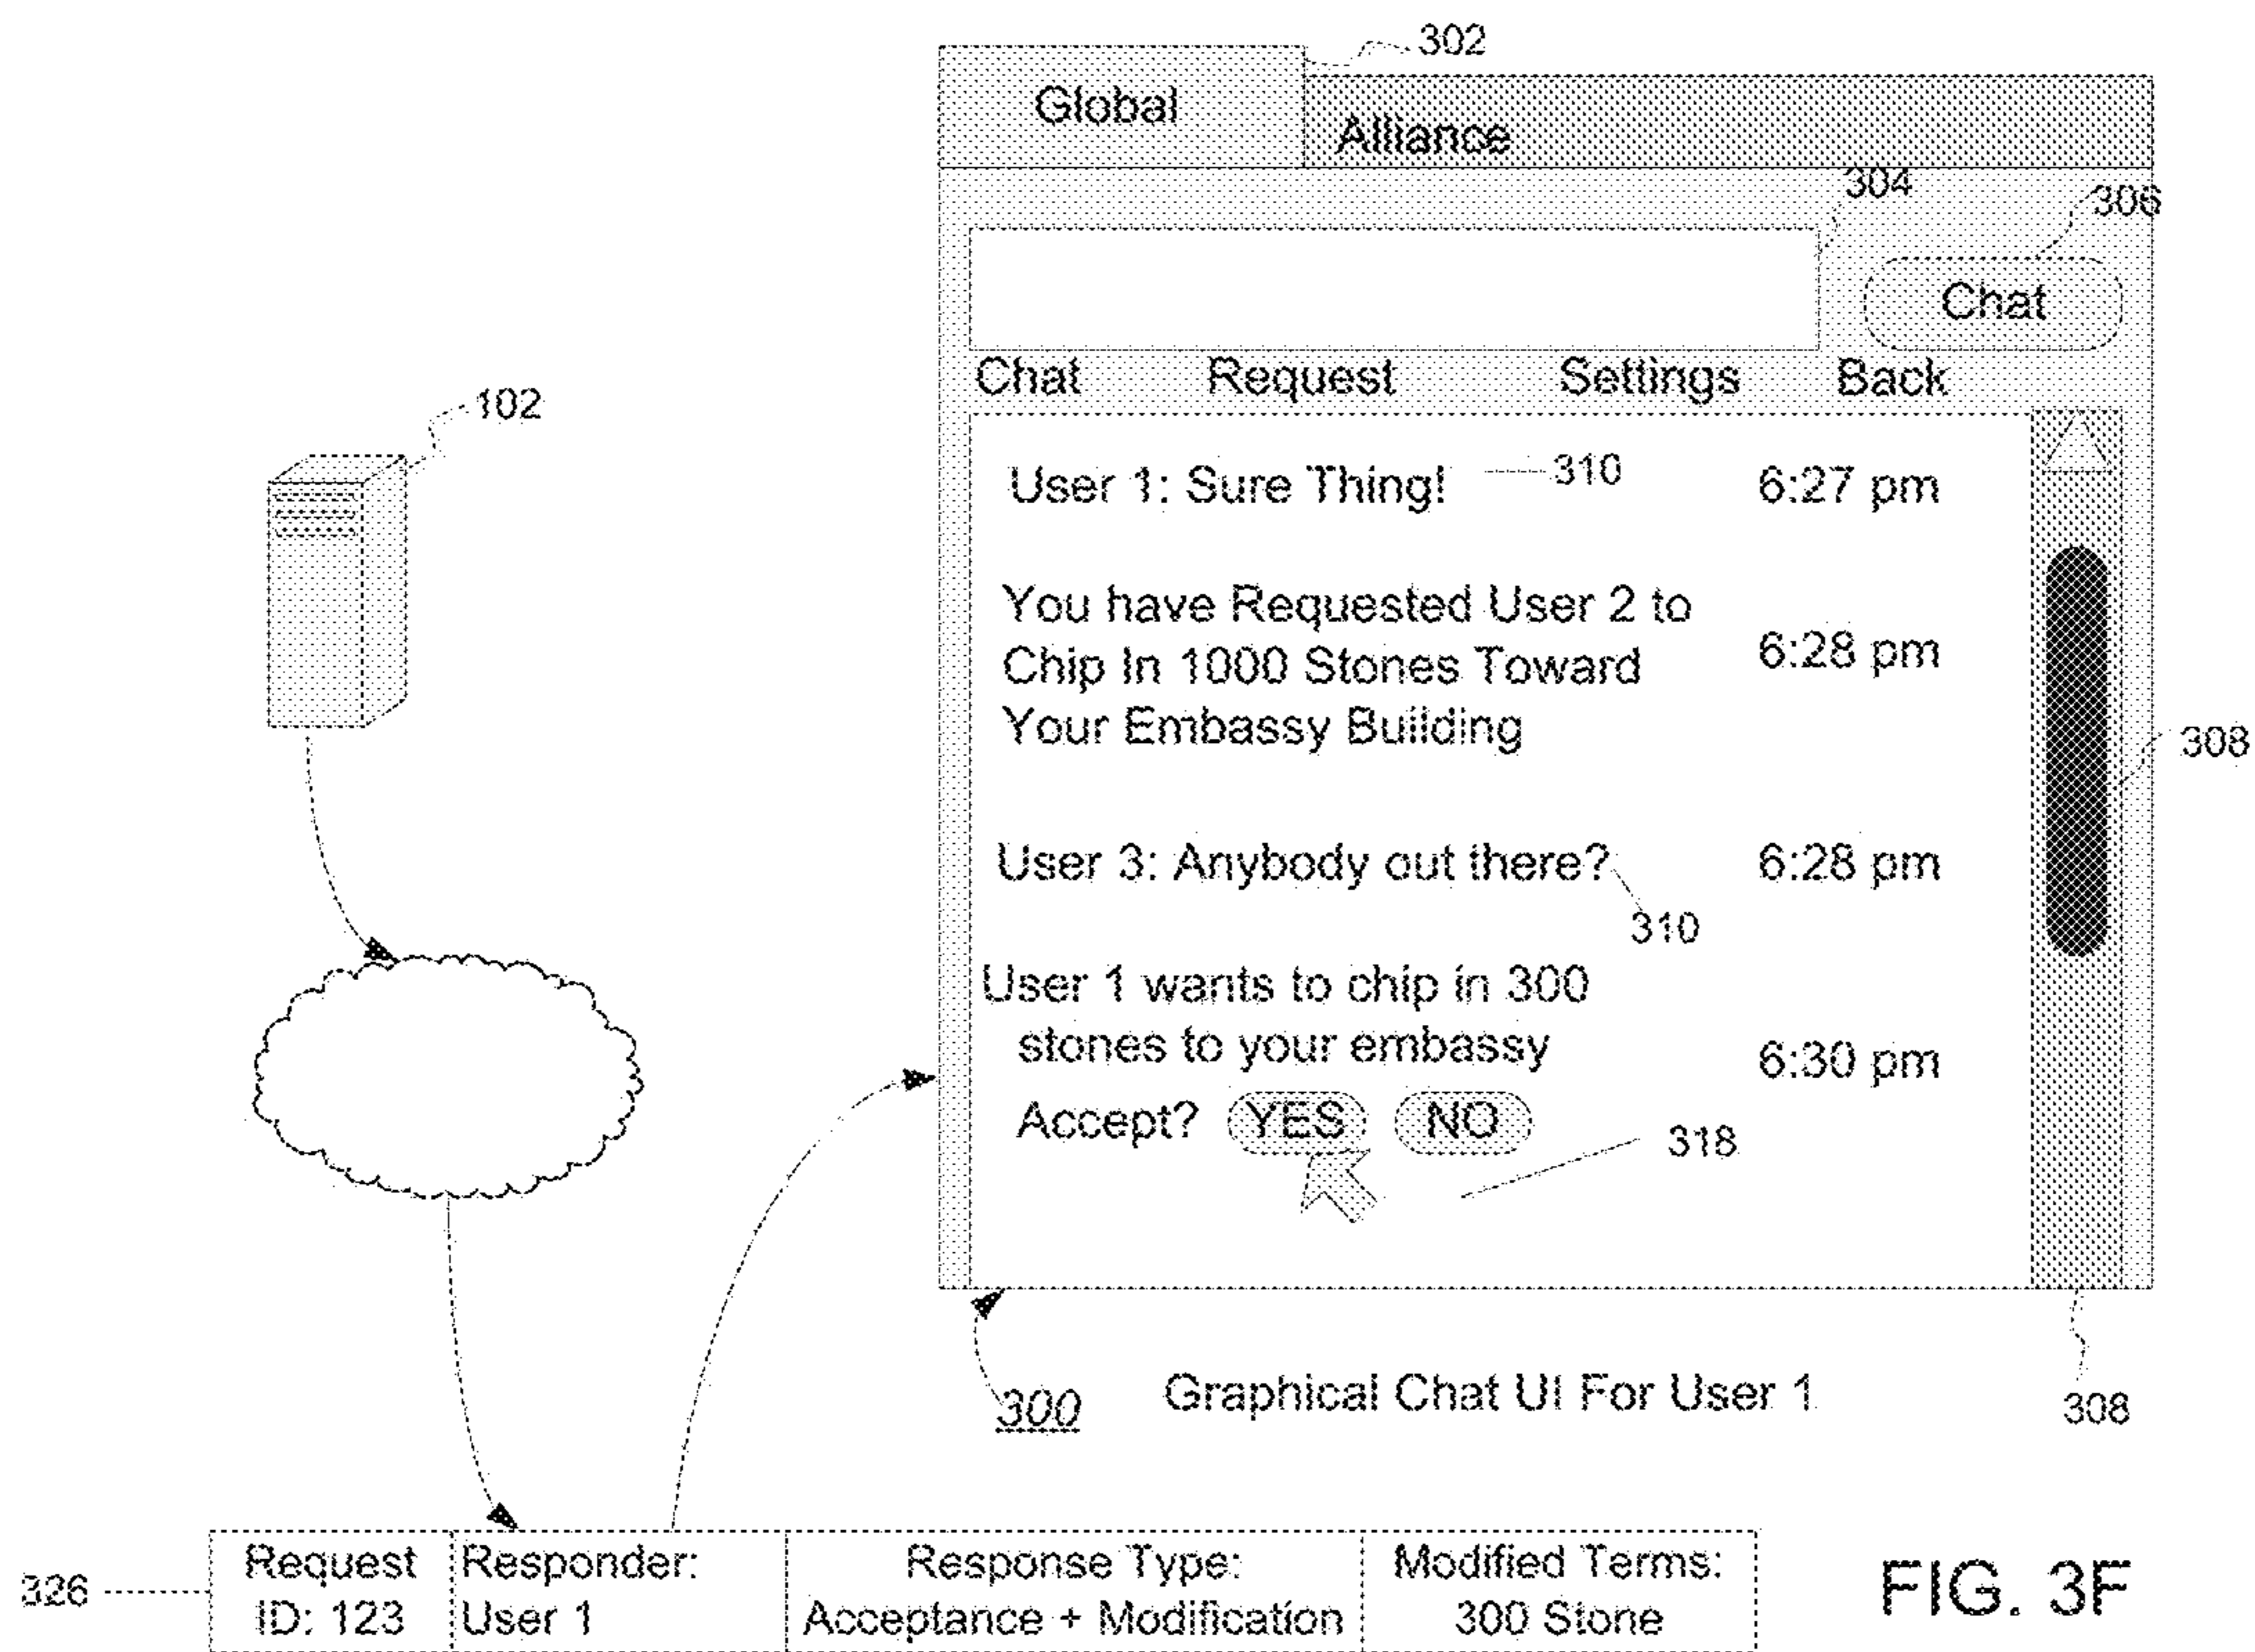 302
Global
Alliance
304
306
Chat
Chat Request Settings Back
102
User 1: Sure Thing! 310 6:27 pm
You have Requested User 2 to
Chip In 1000 Stones Toward 6:28 pm
Your Embassy Building
308
User 3: Anybody out there? 6:28 pm
310
User 1 wants to chip in 300
stones to your embassy 6:30 pm
Accept? YES NO
318
300 Graphical Chat UI For User 1 308
326
Request Responder: Response Type: Modified Terms:
ID: 123 User 1 Acceptance + Modification 300 Stone
FIG. 3F